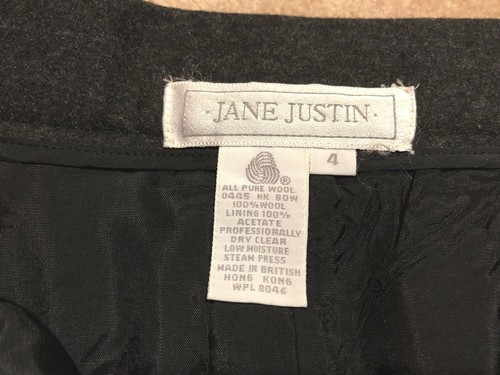 · JANE JUSTIN ·
4
®
ALL PURE WOOL
0445 HK BOW
100% WOOL
LINING 100%
ACETATE
PROFESSIONALLY
DRY CLEAN
LOW MOISTURE
STEAM PRESS
MADE IN BRITISH
HONG KONG
WPL 8046